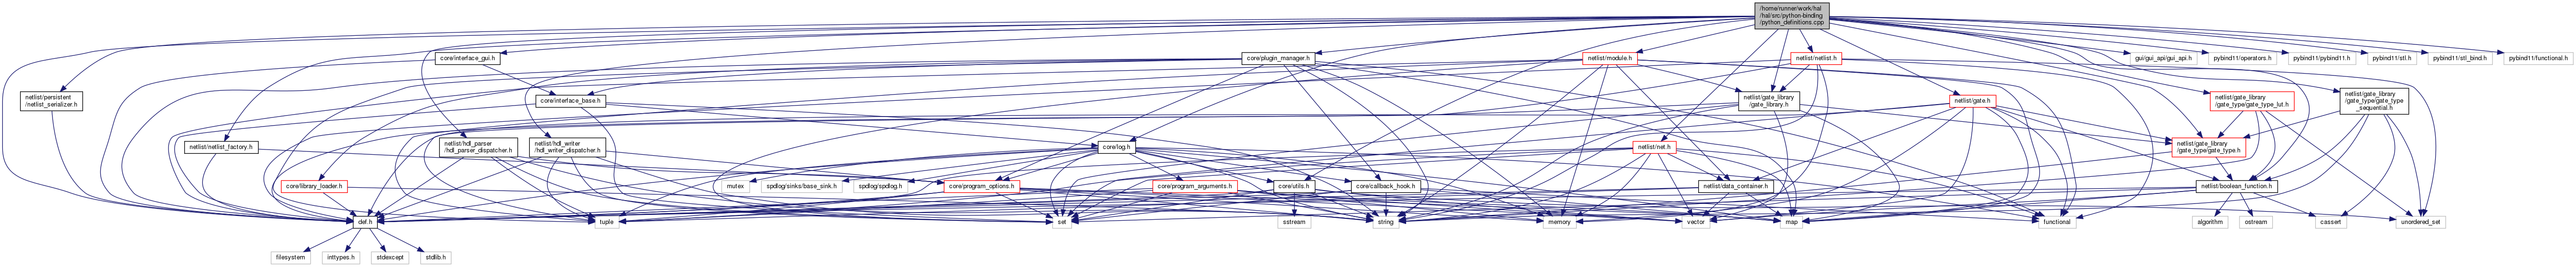 /home/runner/work/hal
/hal/src/python-binding
/python_definitions.cpp
core/interface_gui.h
core/plugin_manager.h
netlist/module.h
netlist/netlist.h
gui/gui_api/gui_api.h
pybind11/operators.h
pybind11/pybind11.h
pybind11/stl.h
pybind11/stl_bind.h
pybind11/functional.h
netlist/persistent
/netlist_serializer.h
core/interface_base.h
netlist/gate_library
/gate_library.h
netlist/gate.h
netlist/gate_library
/gate_type/gate_type_lut.h
netlist/gate_library
/gate_type/gate_type
_sequential.h
netlist/netlist_factory.h
netlist/hdl_parser
/hdl_parser_dispatcher.h
netlist/hdl_writer
/hdl_writer_dispatcher.h
core/log.h
netlist/net.h
netlist/gate_library
/gate_type/gate_type.h
core/library_loader.h
mutex
spdlog/sinks/base_sink.h
spdlog/spdlog.h
core/program_options.h
core/program_arguments.h
core/utils.h
core/callback_hook.h
netlist/data_container.h
netlist/boolean_function.h
def.h
tuple
set
sstream
string
memory
vector
map
functional
algorithm
ostream
cassert
unordered_set
filesystem
inttypes.h
stdexcept
stdlib.h